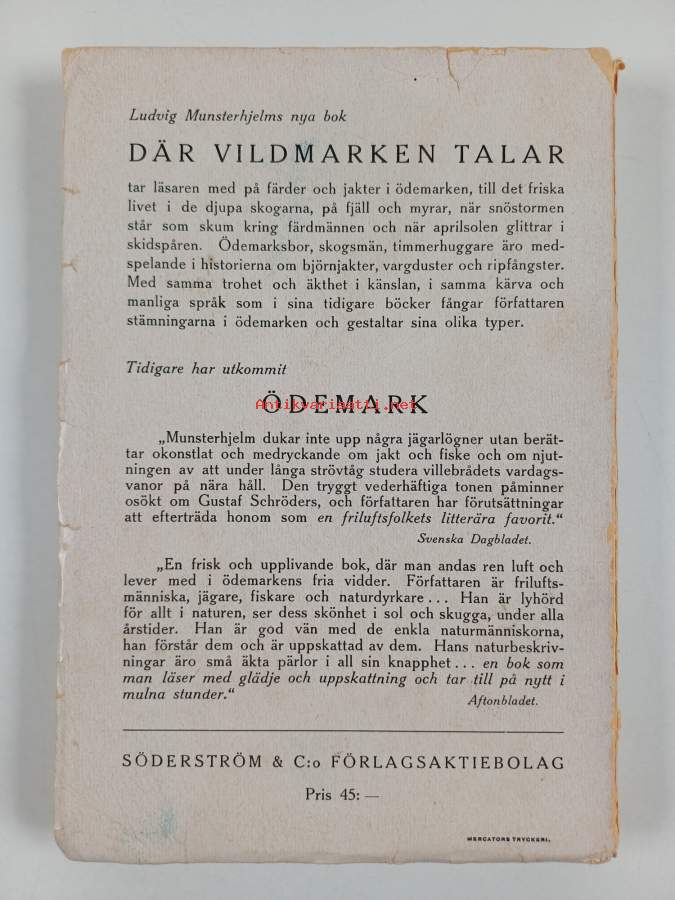 Ludvig Munsterhjelms nya bok
DÄR VILDMARKEN TALAR
tar läsaren med på färder och jakter i ödemarken, till det friska
livet i de djupa skogarna, på fjäll och myrar, när snöstormen
står som skum kring färdmännen och när aprilsolen glittrar i
skidspåren. Ödemarksbor, skogsmän, timmerhuggare äro med-
spelande i historierna om björnjakter, vargduster och ripfångster.
Med samma trohet och äkthet i känslan, i samma kärva och
manliga språk som i sina tidigare böcker fångar författaren
stämningarna i ödemarken och gestaltar sina olika typer.
Tidigare har utkommit
ÖDEMARK
Antikvariaatti.net
„Munsterhjelm dukar inte upp några jägarlögner utan berät-
tar okonstlat och medryckande om jakt och fiske och om njut-
ningen av att under långa strövtåg studera villebrådets vardags-
vanor på nära håll. Den tryggt vederhäftiga tonen påminner
osökt om Gustaf Schröders, och författaren har förutsättningar
att efterträda honom som en friluftsfolkets litterära favorit.“
Svenska Dagbladet.
„En frisk och upplivande bok, där man andas ren luft och
lever med i ödemarkens fria vidder. Författaren är frilufts-
människa, jägare, fiskare och naturdyrkare... Han är lyhörd
för allt i naturen, ser dess skönhet i sol och skugga, under alla
årstider. Han är god vän med de enkla naturmänniskorna,
han förstår dem och är uppskattad av dem. Hans naturbeskriv-
ningar äro små äkta pärlor i all sin knapphet... en bok som
man läser med glädje och uppskattning och tar till på nytt i
mulna stunder.“
Aftonbladet.
SÖDERSTRÖM & C:o FÖRLAGSAKTIEBOLAG
Pris 45: —
MERCATORS TRYCKERI.